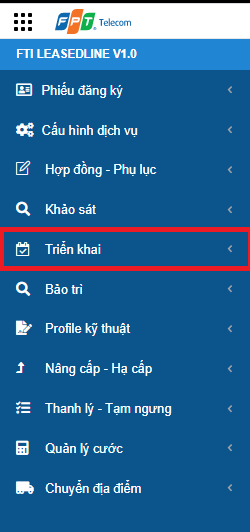 FPT Telecom
FTI LEASEDLINE V1.0
Phiếu đăng ký
Cấu hình dịch vụ
Hợp đồng - Phụ lục
Khảo sát
Triển khai
Bảo trì
Profile kỹ thuật
Nâng cấp - Hạ cấp
Thanh lý - Tạm ngưng
Quản lý cước
Chuyển địa điểm